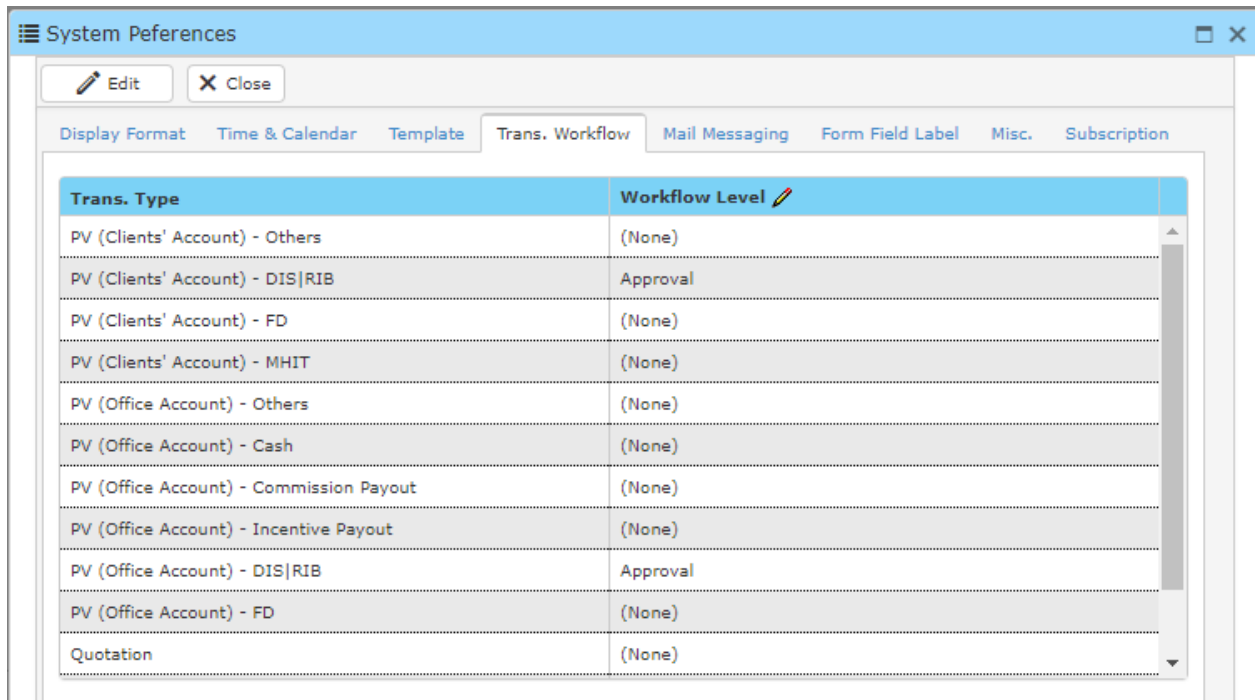 System Peferences
Edit Close
Display Format Time & Calendar Template Trans. Workflow Mail Messaging Form Field Label Misc. Subscription
Trans. Type Workflow Level
PV (Clients' Account) - Others (None)
PV (Clients' Account) - DIS|RIB Approval
PV (Clients' Account) - FD (None)
PV (Clients' Account) - MHIT (None)
PV (Office Account) - Others (None)
PV (Office Account) - Cash (None)
PV (Office Account) - Commission Payout (None)
PV (Office Account) - Incentive Payout (None)
PV (Office Account) - DIS|RIB Approval
PV (Office Account) - FD (None)
Quotation (None)